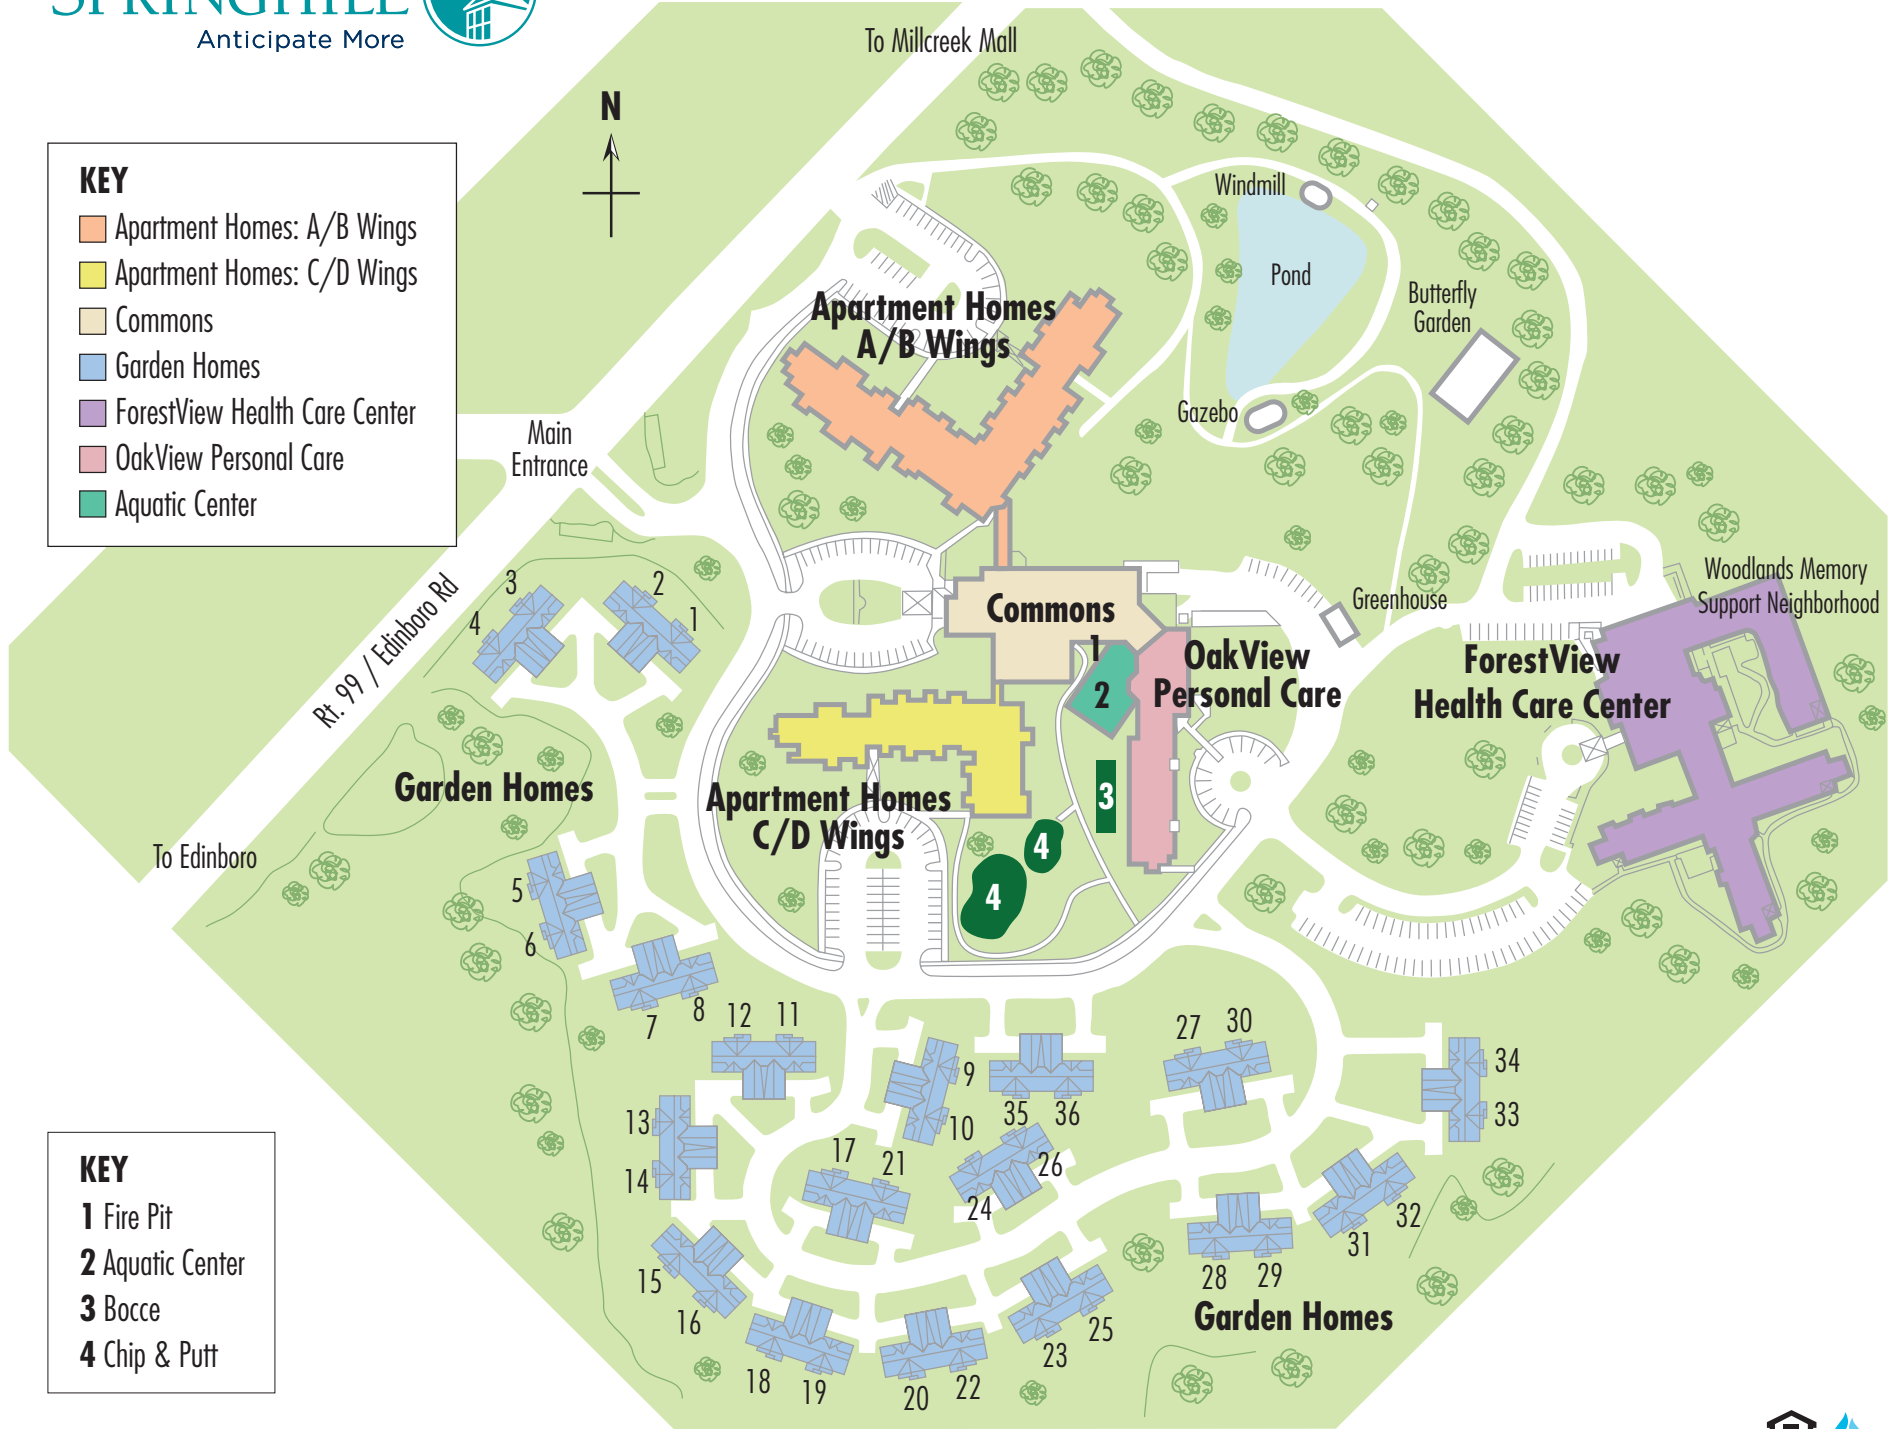 SPRINGHILL
Anticipate More
To Millcreek Mall
N
KEY
Apartment Homes: A/B Wings
Apartment Homes: C/D Wings
Commons
Garden Homes
ForestView Health Care Center
OakView Personal Care
Aquatic Center
Windmill
Pond
Butterfly
Garden
Gazebo
Apartment Homes
A/B Wings
Main
Entrance
Rt. 99 / Edinboro Rd
To Edinboro
Commons
1
2
OakView
Personal Care
Greenhouse
Woodlands Memory
Support Neighborhood
ForestView
Health Care Center
3
4
2
1
Garden Homes
Apartment Homes
C/D Wings
3
4
4
5
6
7
8
12
11
9
10
35
36
27
30
34
33
13
14
17
21
26
24
15
16
18
19
20
22
23
25
28
29
31
32
Garden Homes
KEY
1 Fire Pit
2 Aquatic Center
3 Bocce
4 Chip & Putt